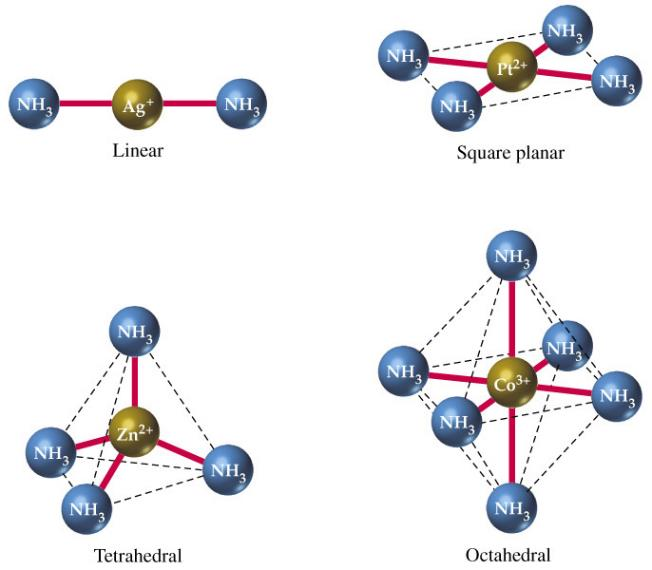 NH₃ Ag⁺ NH₃
Linear
NH₃
NH₃ Pt²⁺
NH₃
NH₃
Square planar
NH₃
Zn²⁺
NH₃
NH₃
NH₃
Tetrahedral
NH₃
NH₃
NH₃
Co³⁺
NH₃
NH₃
NH₃
Octahedral